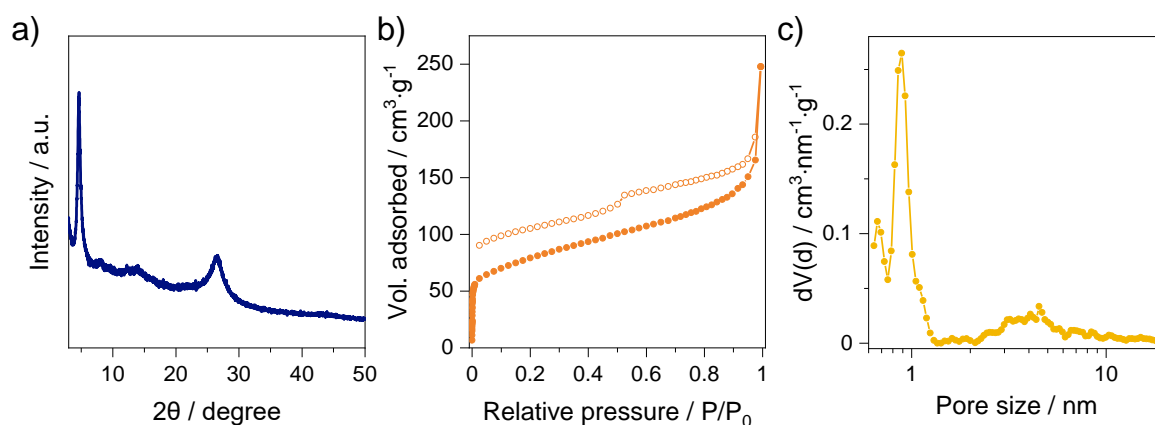 a)
Intensity / a.u.
10 20 30 40 50
2θ / degree
b)
Vol. adsorbed / cm³·g⁻¹
250
200
150
100
50
0
0 0.2 0.4 0.6 0.8 1
Relative pressure / P/P₀
c)
dV(d) / cm³·nm⁻¹·g⁻¹
0.2
0.1
0
1 10
Pore size / nm